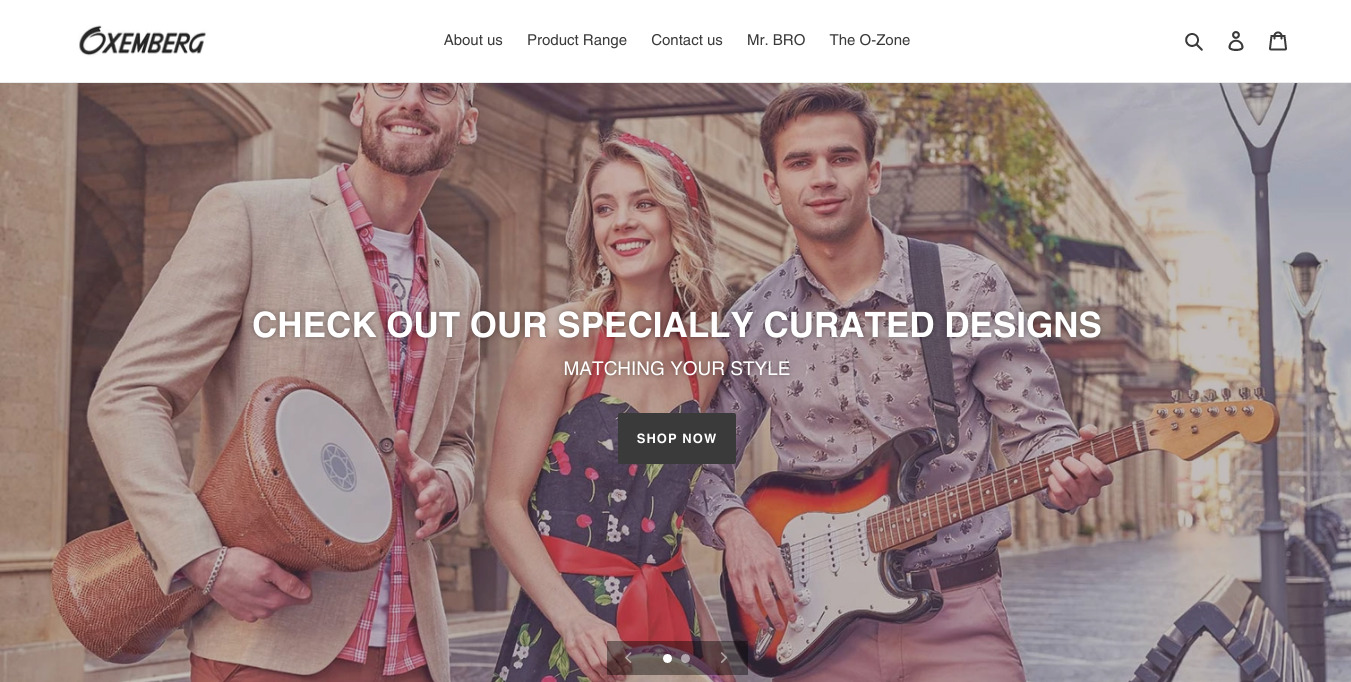 OXEMBERG
About us Product Range Contact us Mr. BRO The O-Zone
CHECK OUT OUR SPECIALLY CURATED DESIGNS
MATCHING YOUR STYLE
SHOP NOW